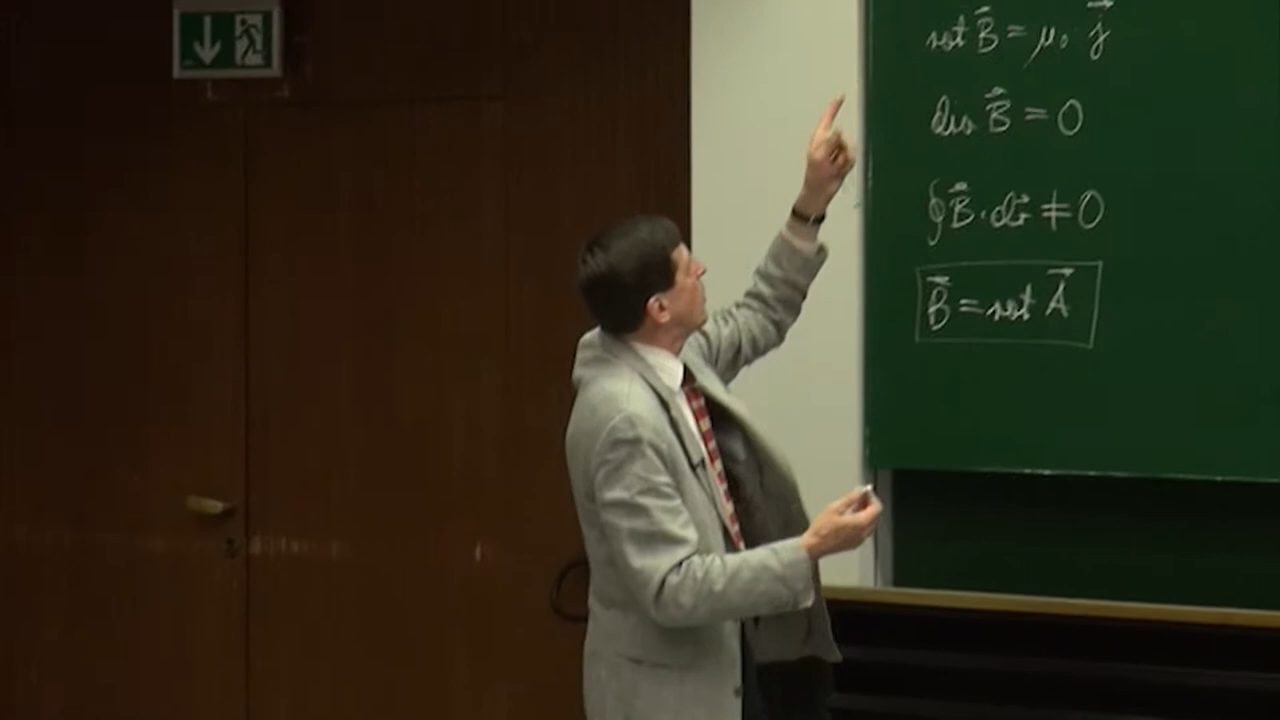 rot B⃗ = μ₀ j⃗
div B⃗ = 0
∮B⃗·dr⃗ ≠ 0
B⃗ = rot A⃗